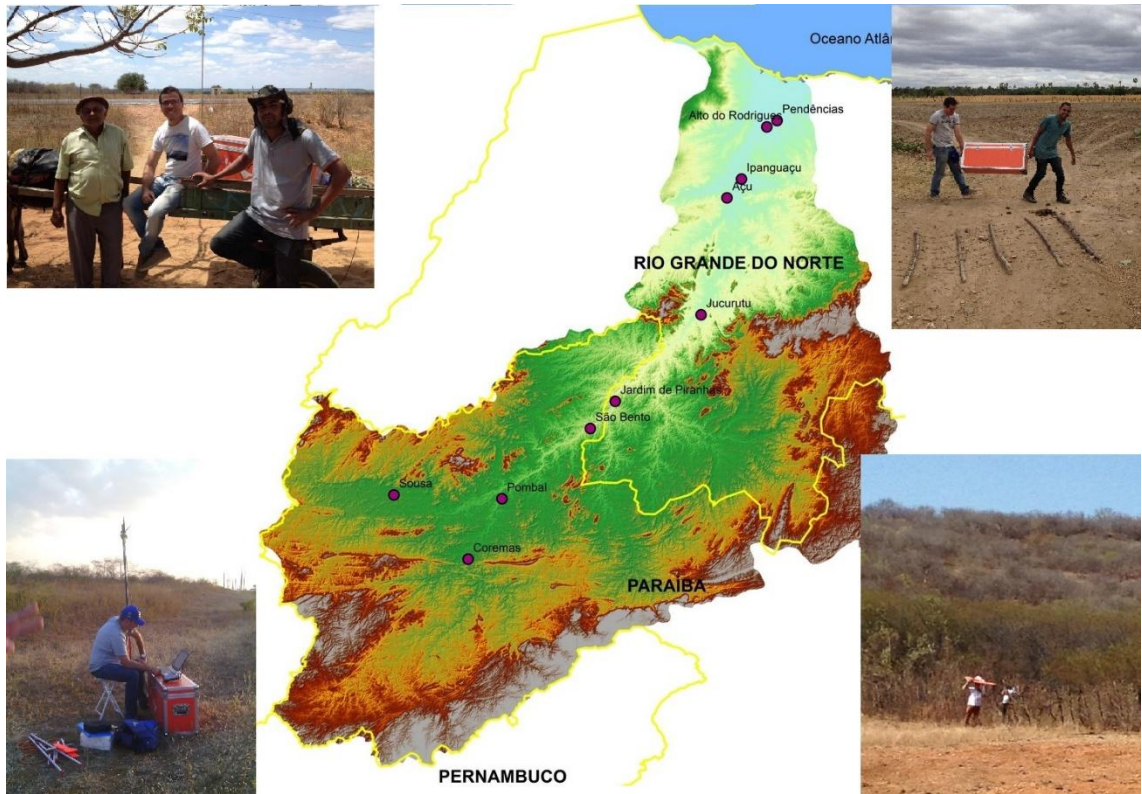 Oceano Atlâ
Pendências
Alto do Rodrigues
Ipanguaçu
Açu
RIO GRANDE DO NORTE
Jucurutu
Jardim de Piranhas
São Bento
Sousa
Pombal
Coremas
PARAÍBA
PERNAMBUCO